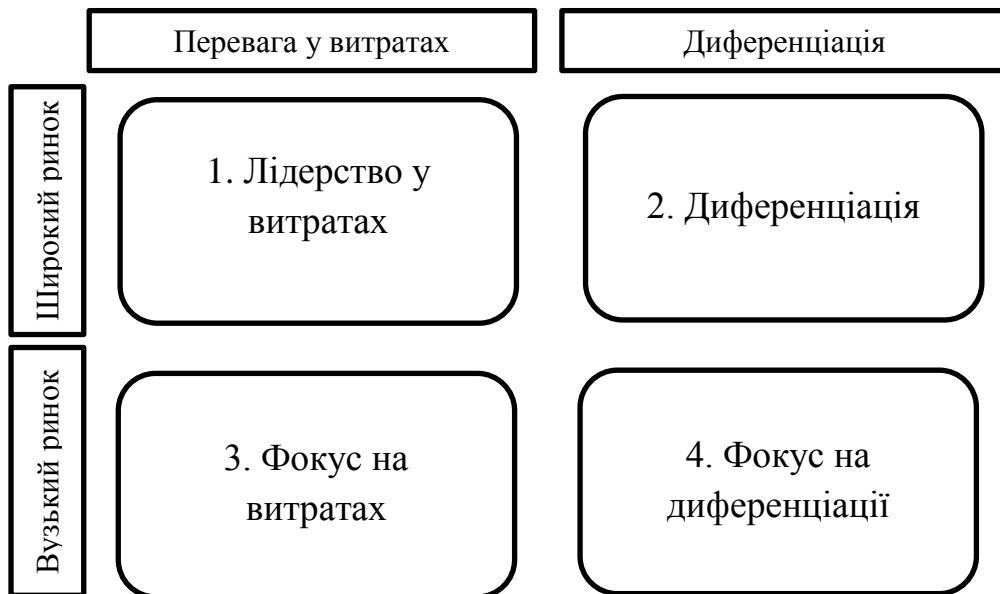 Перевага у витратах
Диференціація
Широкий ринок
1. Лідерство у
витратах
2. Диференціація
Вузький ринок
3. Фокус на
витратах
4. Фокус на
диференціації